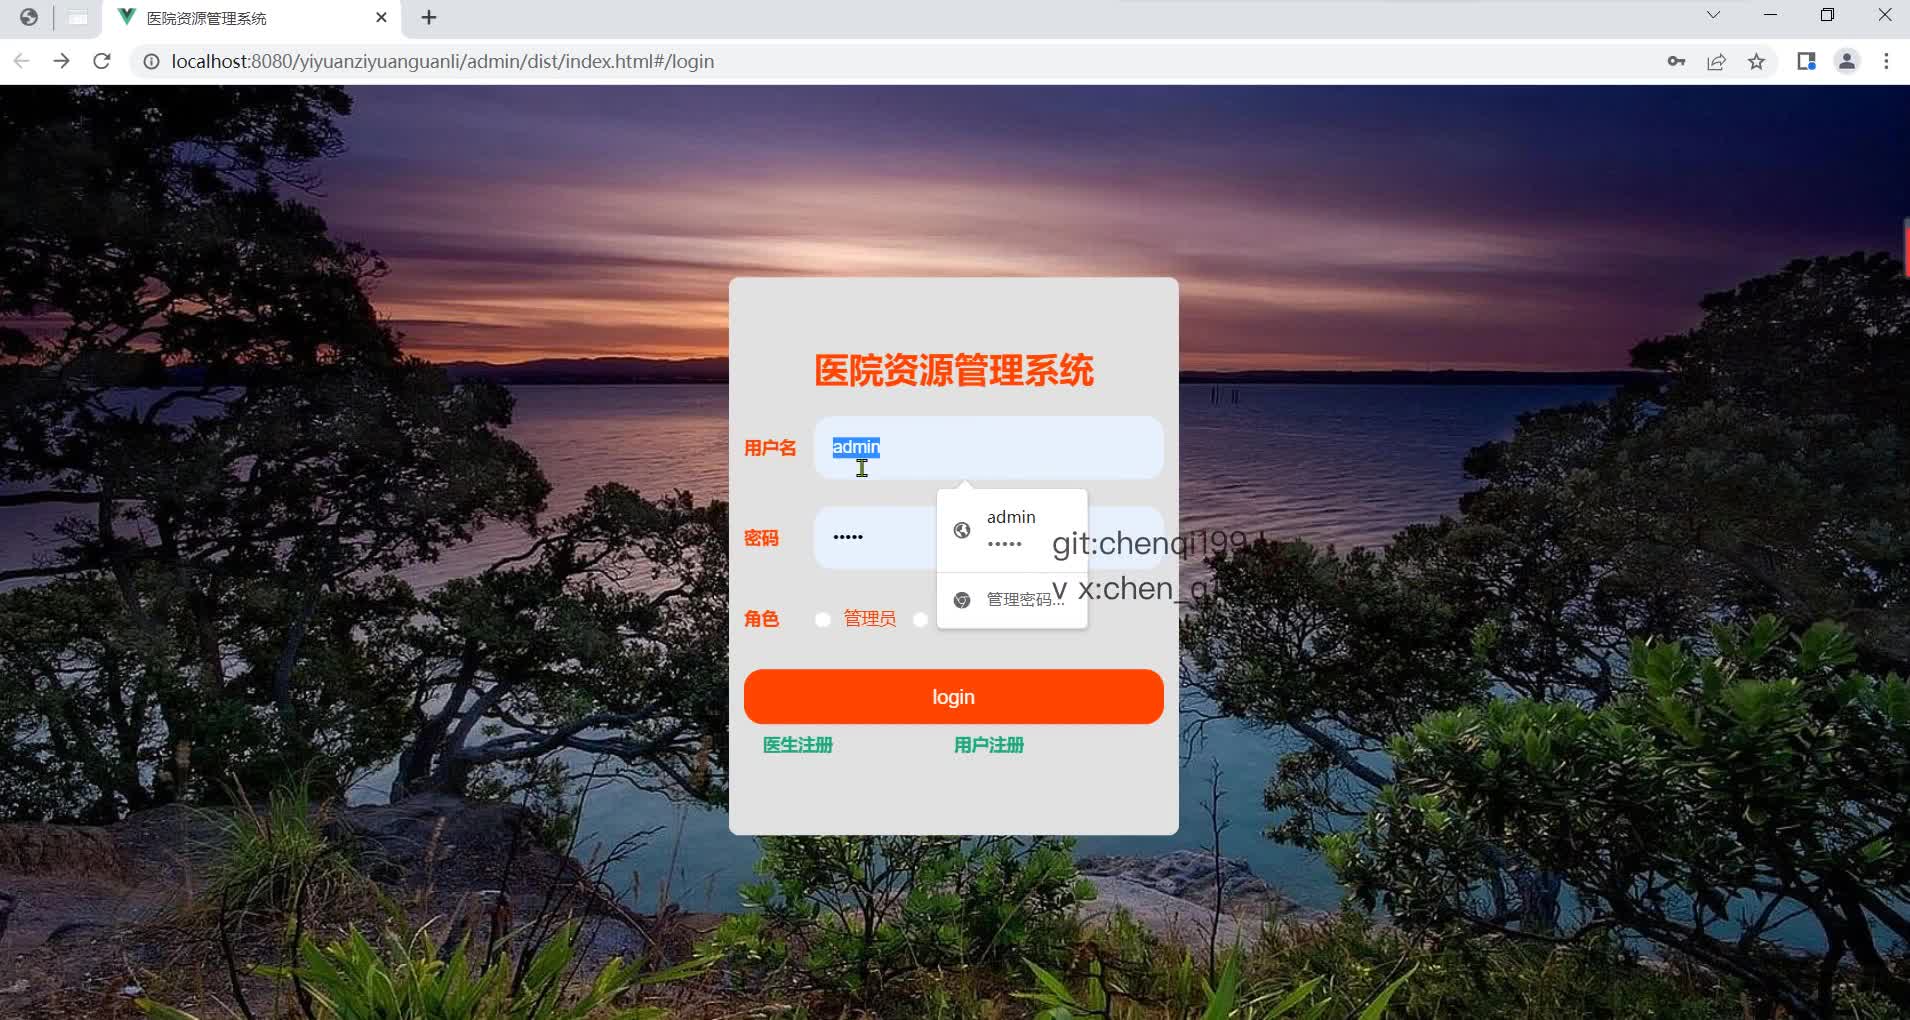 医院资源管理系统
localhost:8080/yiyuanziyuanguanli/admin/dist/index.html#/login
医院资源管理系统
用户名 admin
admin
密码 •••••
•••••
git:chenqi199
v x:chen_q
管理密码...
角色 管理员
login
医生注册 用户注册